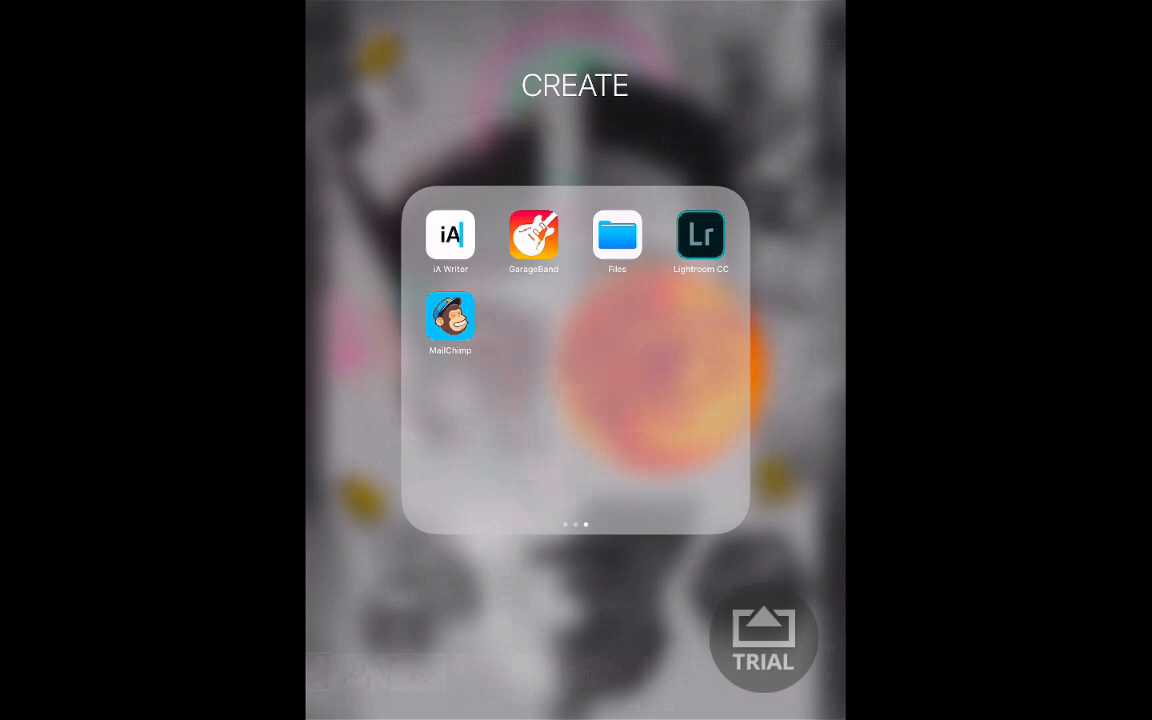 CREATE
iA
Lr
iA Writer
GarageBand
Files
Lightroom CC
MailChimp
TRIAL